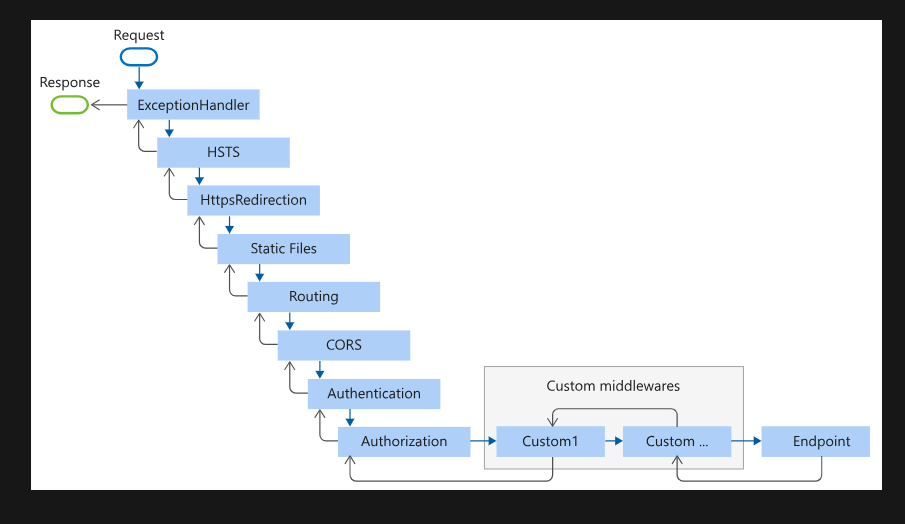 Request
Response
ExceptionHandler
HSTS
HttpsRedirection
Static Files
Routing
CORS
Authentication
Custom middlewares
Authorization
Custom1
Custom ...
Endpoint